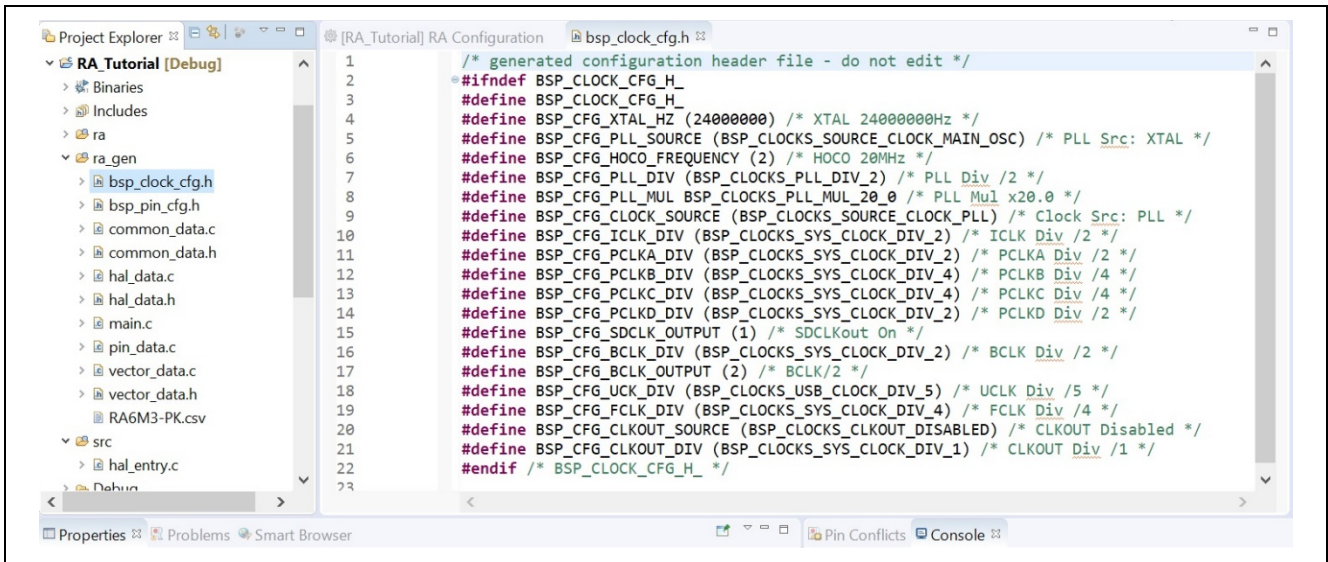 Project Explorer
RA_Tutorial [Debug]
Binaries
Includes
ra
ra_gen
bsp_clock_cfg.h
bsp_pin_cfg.h
common_data.c
common_data.h
hal_data.c
hal_data.h
main.c
pin_data.c
vector_data.c
vector_data.h
RA6M3-PK.csv
src
hal_entry.c
Debug
[RA_Tutorial] RA Configuration bsp_clock_cfg.h
1 /* generated configuration header file - do not edit */
2 #ifndef BSP_CLOCK_CFG_H_
3 #define BSP_CLOCK_CFG_H_
4 #define BSP_CFG_XTAL_HZ (24000000) /* XTAL 24000000Hz */
5 #define BSP_CFG_PLL_SOURCE (BSP_CLOCKS_SOURCE_CLOCK_MAIN_OSC) /* PLL Src: XTAL */
6 #define BSP_CFG_HOCO_FREQUENCY (2) /* HOCO 20MHz */
7 #define BSP_CFG_PLL_DIV (BSP_CLOCKS_PLL_DIV_2) /* PLL Div /2 */
8 #define BSP_CFG_PLL_MUL BSP_CLOCKS_PLL_MUL_20_0 /* PLL Mul x20.0 */
9 #define BSP_CFG_CLOCK_SOURCE (BSP_CLOCKS_SOURCE_CLOCK_PLL) /* Clock Src: PLL */
10 #define BSP_CFG_ICLK_DIV (BSP_CLOCKS_SYS_CLOCK_DIV_2) /* ICLK Div /2 */
11 #define BSP_CFG_PCLKA_DIV (BSP_CLOCKS_SYS_CLOCK_DIV_2) /* PCLKA Div /2 */
12 #define BSP_CFG_PCLKB_DIV (BSP_CLOCKS_SYS_CLOCK_DIV_4) /* PCLKB Div /4 */
13 #define BSP_CFG_PCLKC_DIV (BSP_CLOCKS_SYS_CLOCK_DIV_4) /* PCLKC Div /4 */
14 #define BSP_CFG_PCLKD_DIV (BSP_CLOCKS_SYS_CLOCK_DIV_2) /* PCLKD Div /2 */
15 #define BSP_CFG_SDCLK_OUTPUT (1) /* SDCLKout On */
16 #define BSP_CFG_BCLK_DIV (BSP_CLOCKS_SYS_CLOCK_DIV_2) /* BCLK Div /2 */
17 #define BSP_CFG_BCLK_OUTPUT (2) /* BCLK/2 */
18 #define BSP_CFG_UCK_DIV (BSP_CLOCKS_USB_CLOCK_DIV_5) /* UCLK Div /5 */
19 #define BSP_CFG_FCLK_DIV (BSP_CLOCKS_SYS_CLOCK_DIV_4) /* FCLK Div /4 */
20 #define BSP_CFG_CLKOUT_SOURCE (BSP_CLOCKS_CLKOUT_DISABLED) /* CLKOUT Disabled */
21 #define BSP_CFG_CLKOUT_DIV (BSP_CLOCKS_SYS_CLOCK_DIV_1) /* CLKOUT Div /1 */
22 #endif /* BSP_CLOCK_CFG_H_ */
23
Properties Problems Smart Browser
Pin Conflicts Console